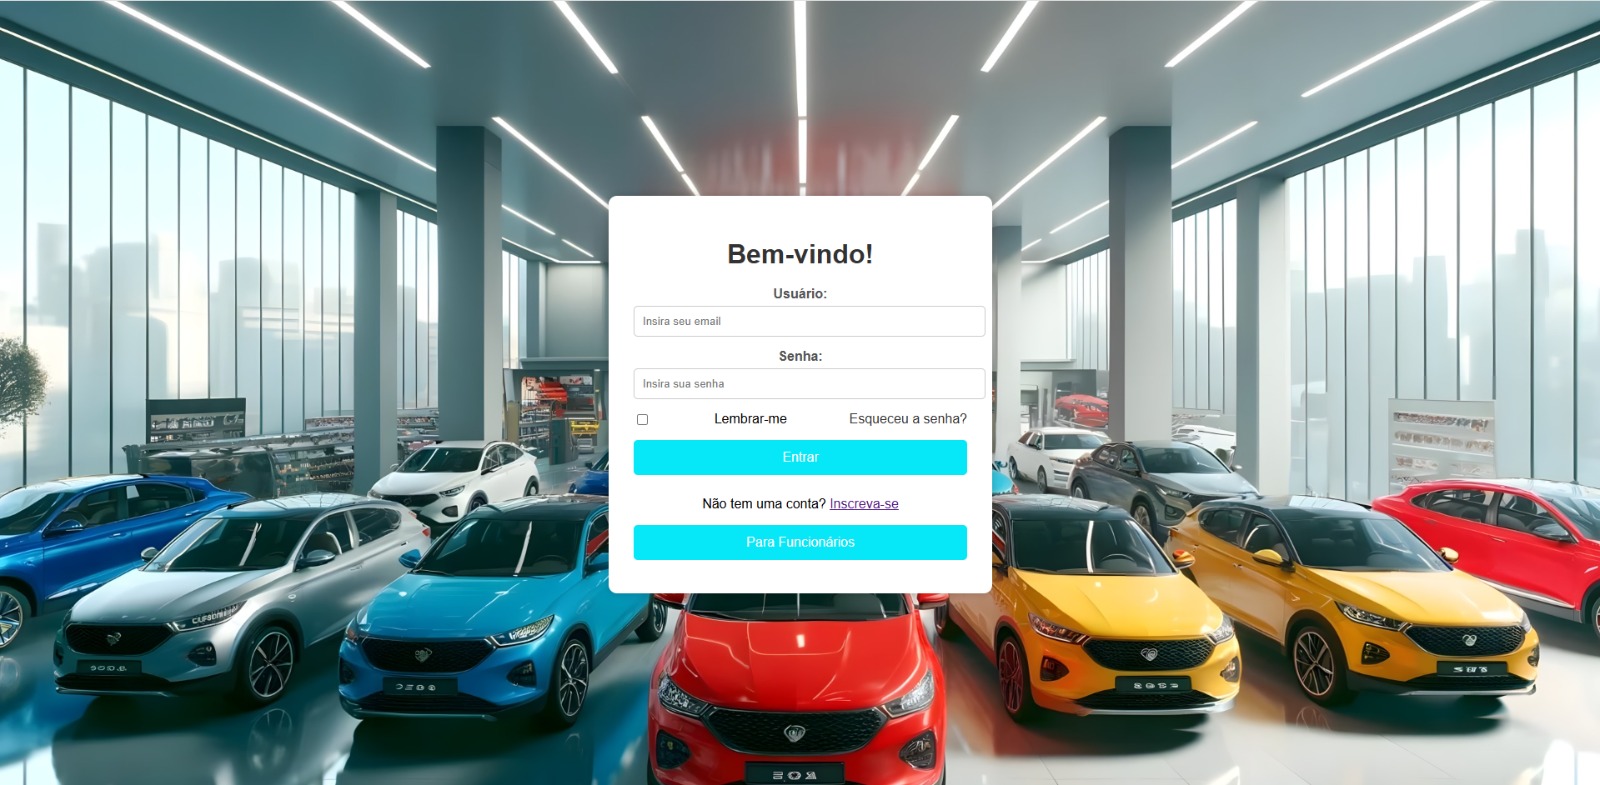 Bem-vindo!
Usuário:
Insira seu email
Senha:
Insira sua senha
Lembrar-me Esqueceu a senha?
Entrar
Não tem uma conta? Inscreva-se
Para Funcionários